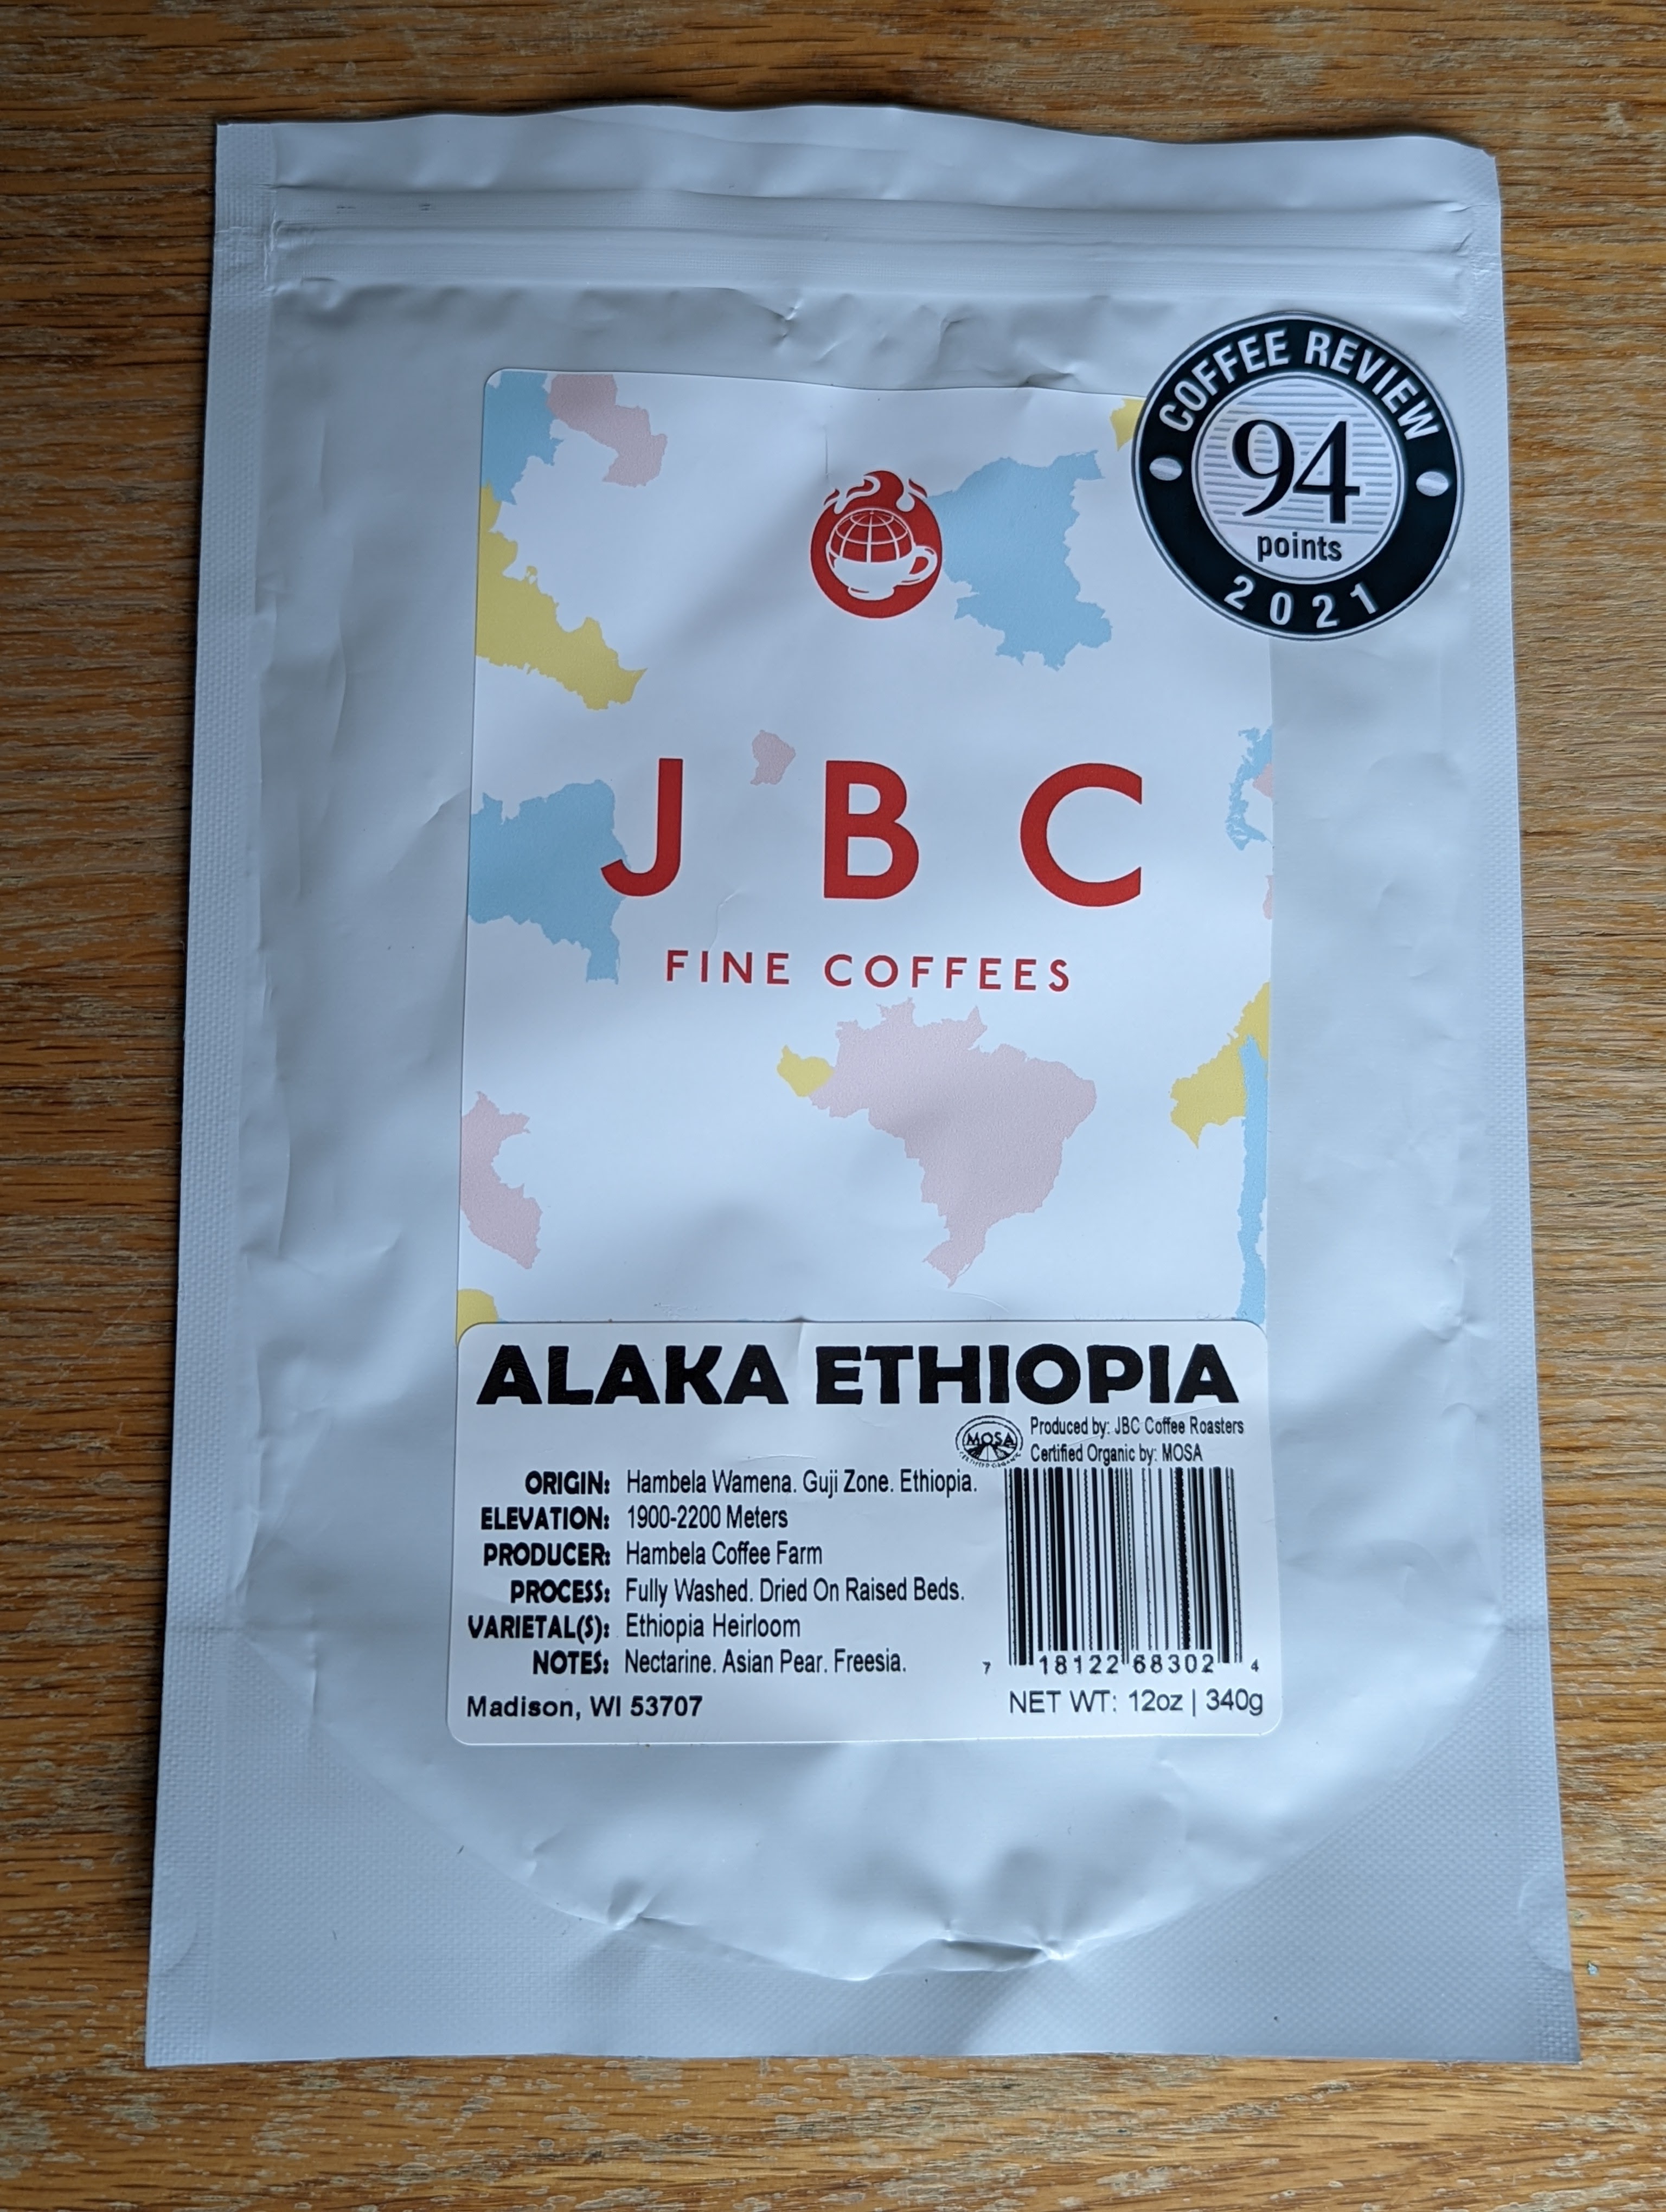 COFFEE REVIEW
94
points
2021
J B C
FINE COFFEES
ALAKA ETHIOPIA
MOSA
Produced by: JBC Coffee Roasters
Certified Organic by: MOSA
ORIGIN: Hambela Wamena. Guji Zone. Ethiopia.
ELEVATION: 1900-2200 Meters
PRODUCER: Hambela Coffee Farm
PROCESS: Fully Washed. Dried On Raised Beds.
VARIETAL(S): Ethiopia Heirloom
NOTES: Nectarine. Asian Pear. Freesia.
7 18122 68302 4
Madison, WI 53707
NET WT: 12oz | 340g